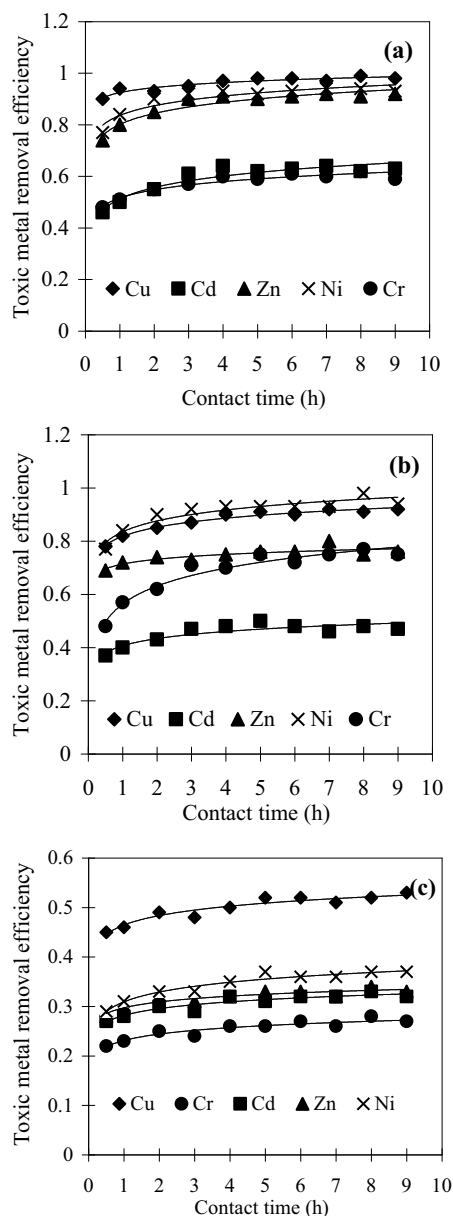 1.2
(a)
1
0.8
0.6
0.4
0.2
0
Toxic metal removal efficiency
Cu Cd Zn Ni Cr
0 1 2 3 4 5 6 7 8 9 10
Contact time (h)
1.2
(b)
1
0.8
0.6
0.4
0.2
0
Toxic metal removal efficiency
Cu Cd Zn Ni Cr
0 1 2 3 4 5 6 7 8 9 10
Contact time (h)
0.6
(c)
0.5
0.4
0.3
0.2
0.1
0
Toxic metal removal efficiency
Cu Cr Cd Zn Ni
0 1 2 3 4 5 6 7 8 9 10
Contact time (h)